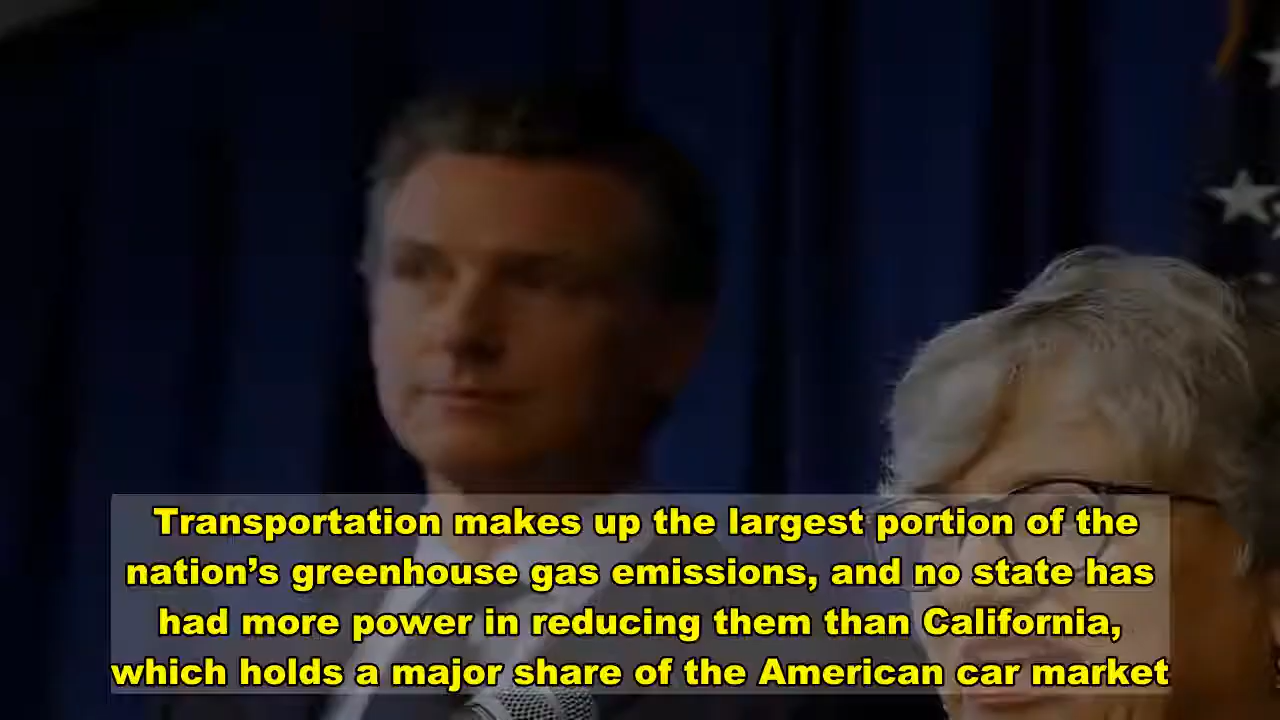 Transportation makes up the largest portion of the
nation’s greenhouse gas emissions, and no state has
had more power in reducing them than California,
which holds a major share of the American car market